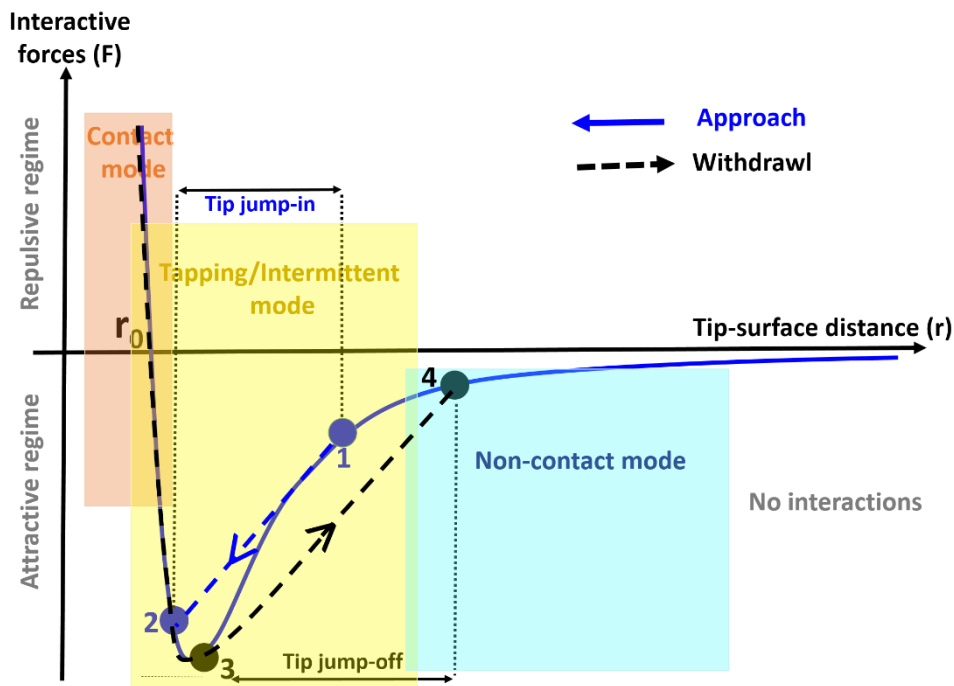 Interactive
forces (F)
Repulsive regime
Attractive regime
Contact
mode
Approach
Withdrawl
Tip jump-in
Tapping/Intermittent
mode
r0
Tip-surface distance (r)
4
1
Non-contact mode
No interactions
2
3
Tip jump-off